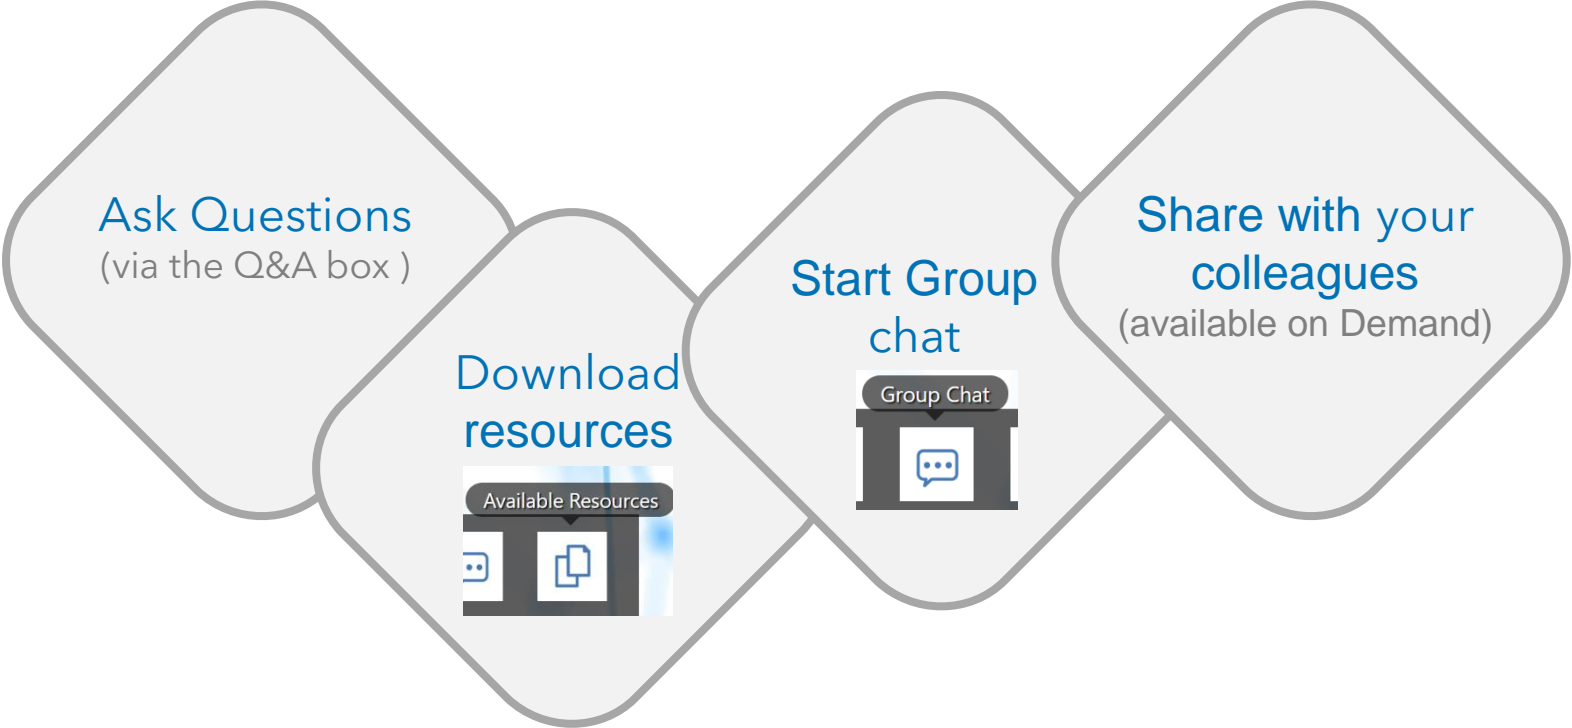 Ask Questions
(via the Q&A box )
Download
resources
Available Resources
Start Group
chat
Group Chat
Share with your
colleagues
(available on Demand)